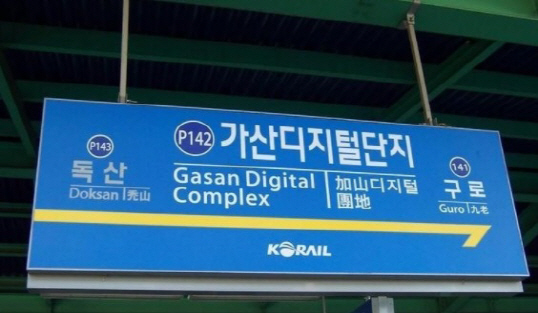 P143
독산
Doksan 禿山
P142 가산디지털단지
Gasan Digital
Complex
加山디지털
團地
141
구로
Guro 九老
KORAIL